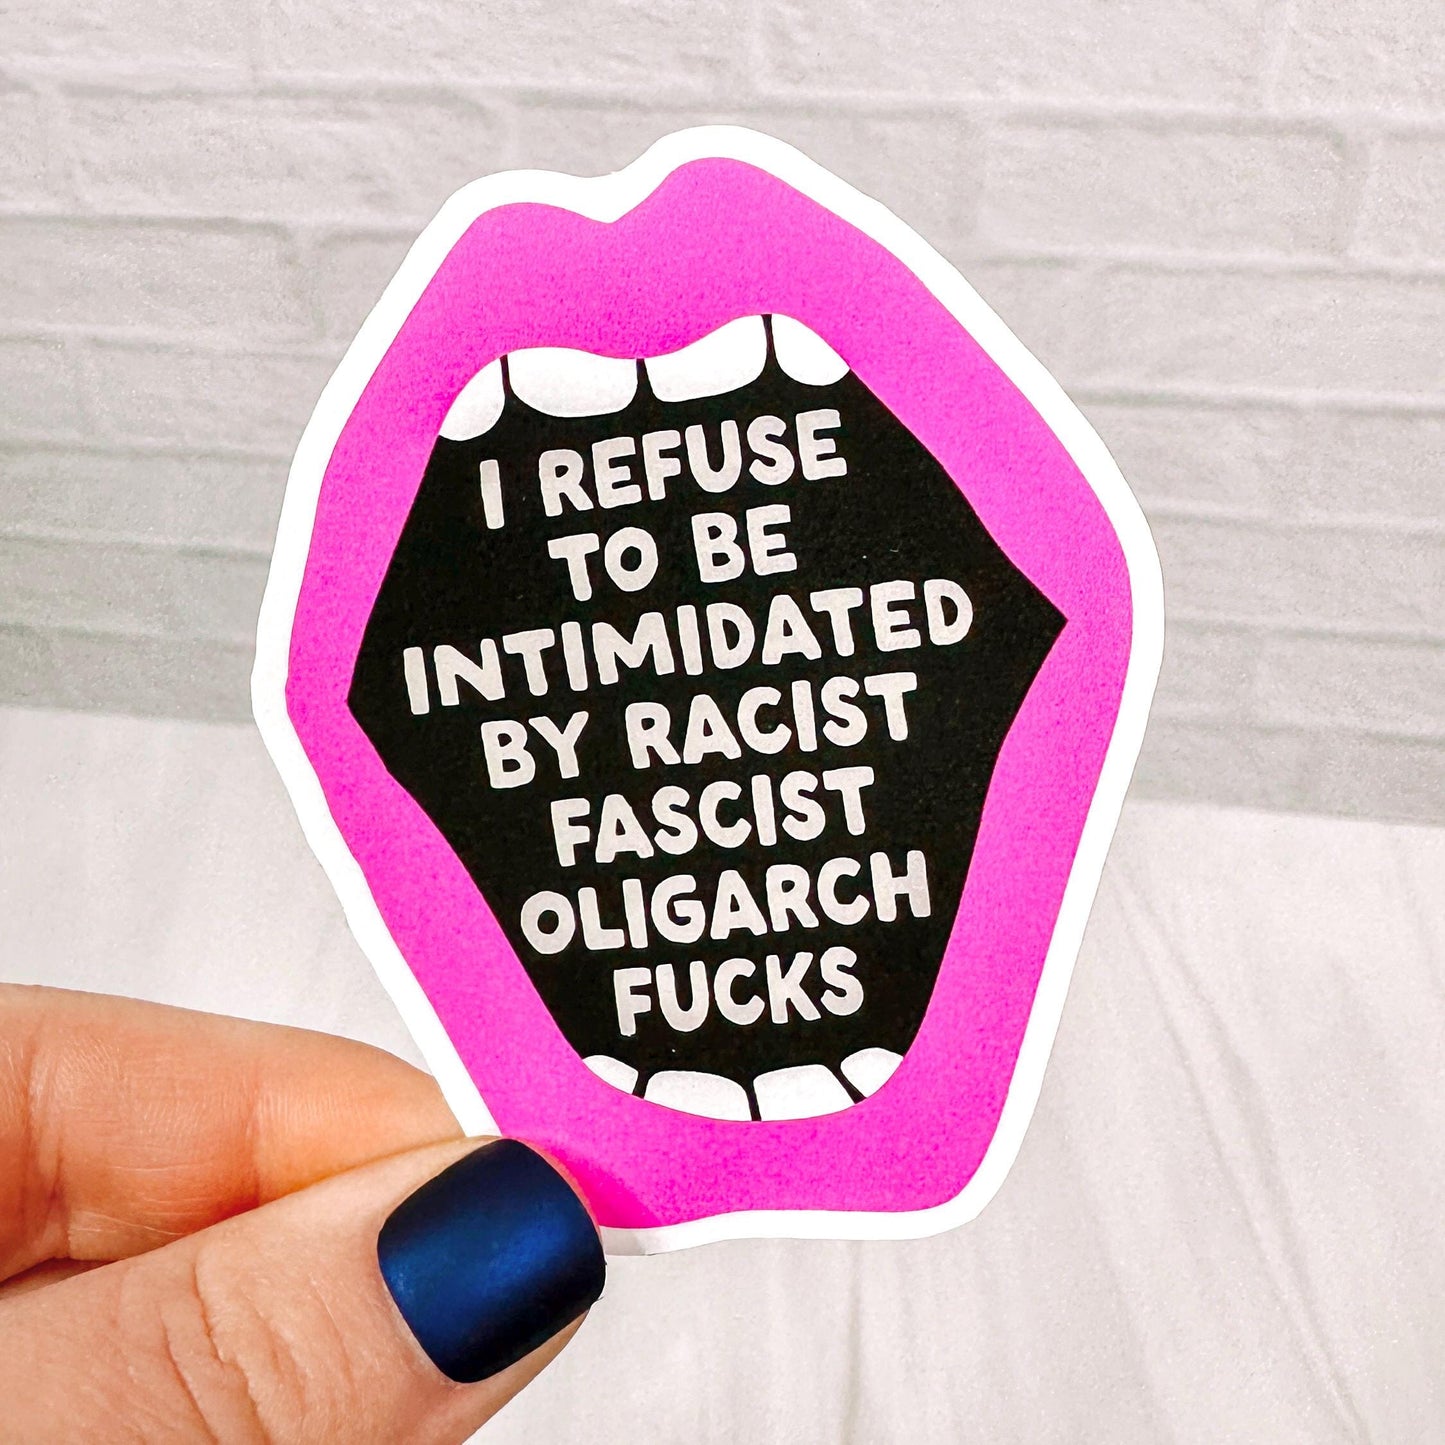 I REFUSE
TO BE
INTIMIDATED
BY RACIST
FASCIST
OLIGARCH
FUCKS